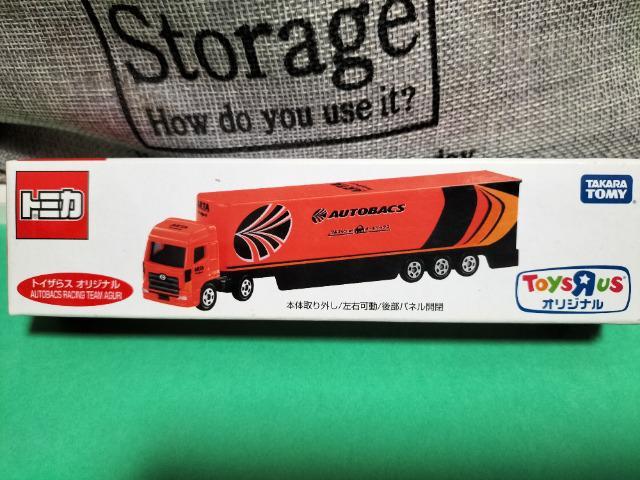 Storage
How do you use it?
トミカ
トイザらス オリジナル
AUTOBACS RACING TEAM AGURI
ARTA
AUTOBACS
本体取り外し/左右可動/後部パネル開閉
TAKARA
TOMY
TOYSЯUS
オリジナル